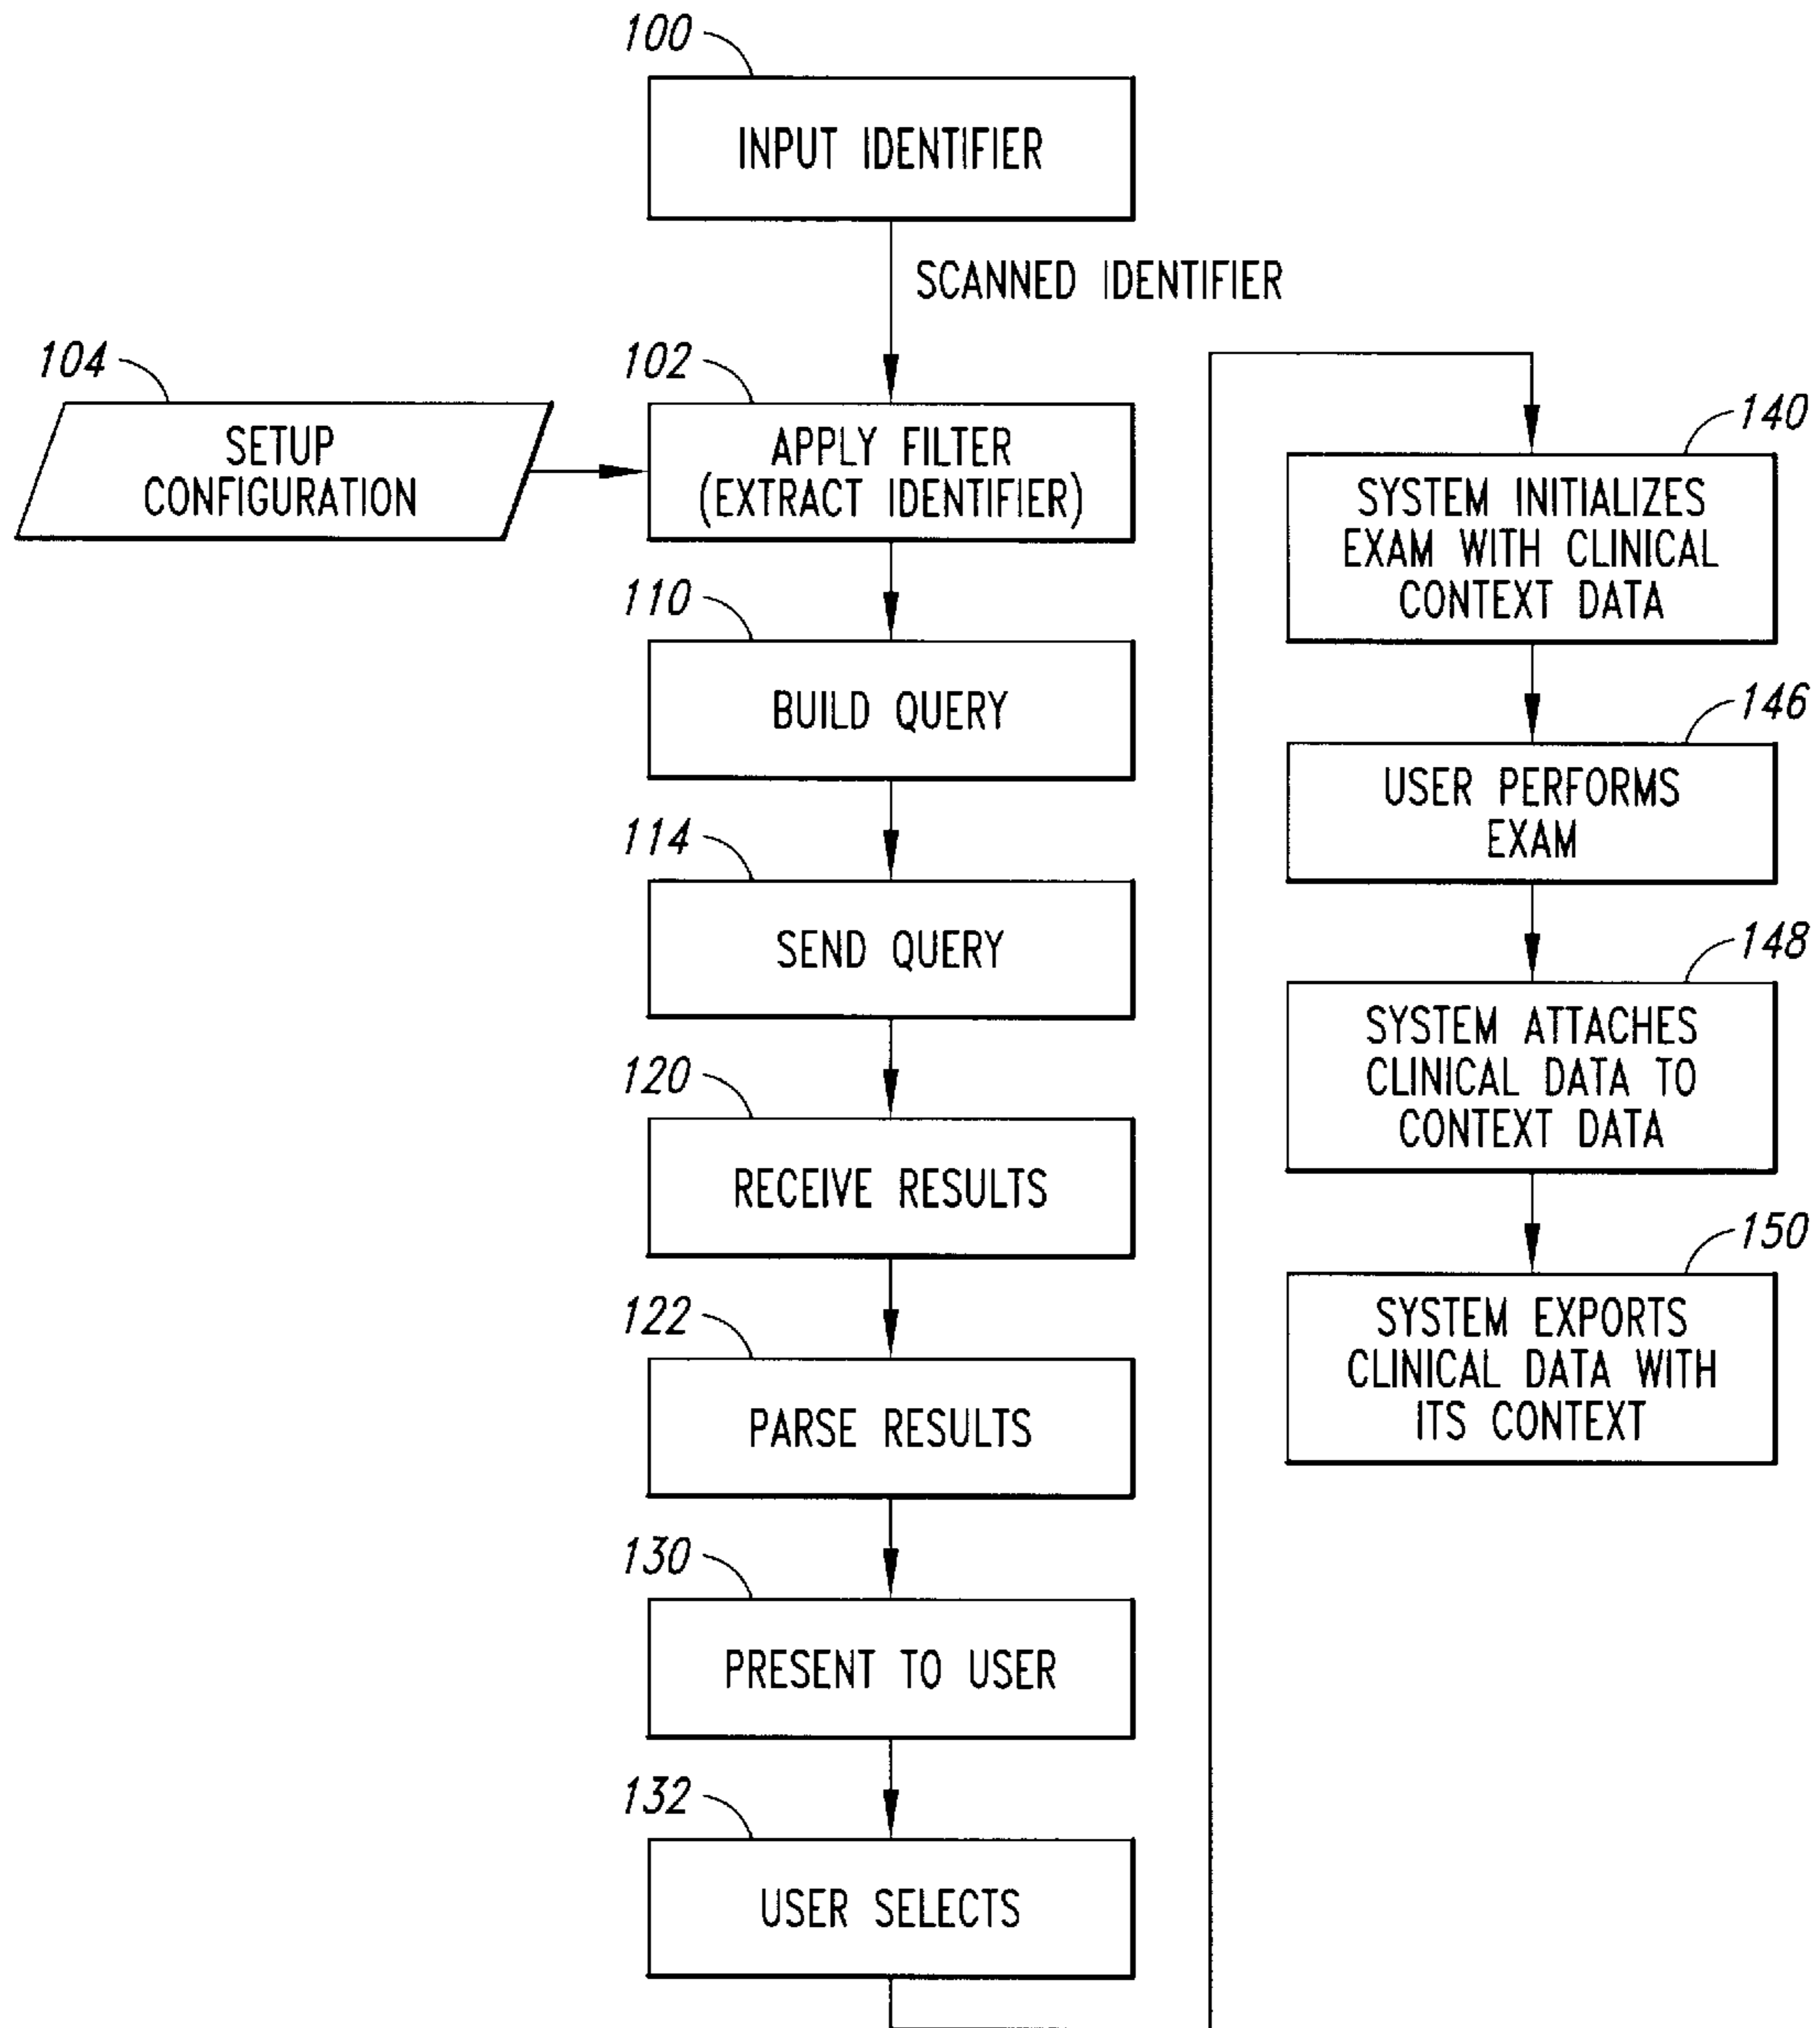 100
INPUT IDENTIFIER
SCANNED IDENTIFIER
104
SETUP
CONFIGURATION
102
APPLY FILTER
(EXTRACT IDENTIFIER)
110
BUILD QUERY
114
SEND QUERY
120
RECEIVE RESULTS
122
PARSE RESULTS
130
PRESENT TO USER
132
USER SELECTS
140
SYSTEM INITIALIZES
EXAM WITH CLINICAL
CONTEXT DATA
146
USER PERFORMS
EXAM
148
SYSTEM ATTACHES
CLINICAL DATA TO
CONTEXT DATA
150
SYSTEM EXPORTS
CLINICAL DATA WITH
ITS CONTEXT